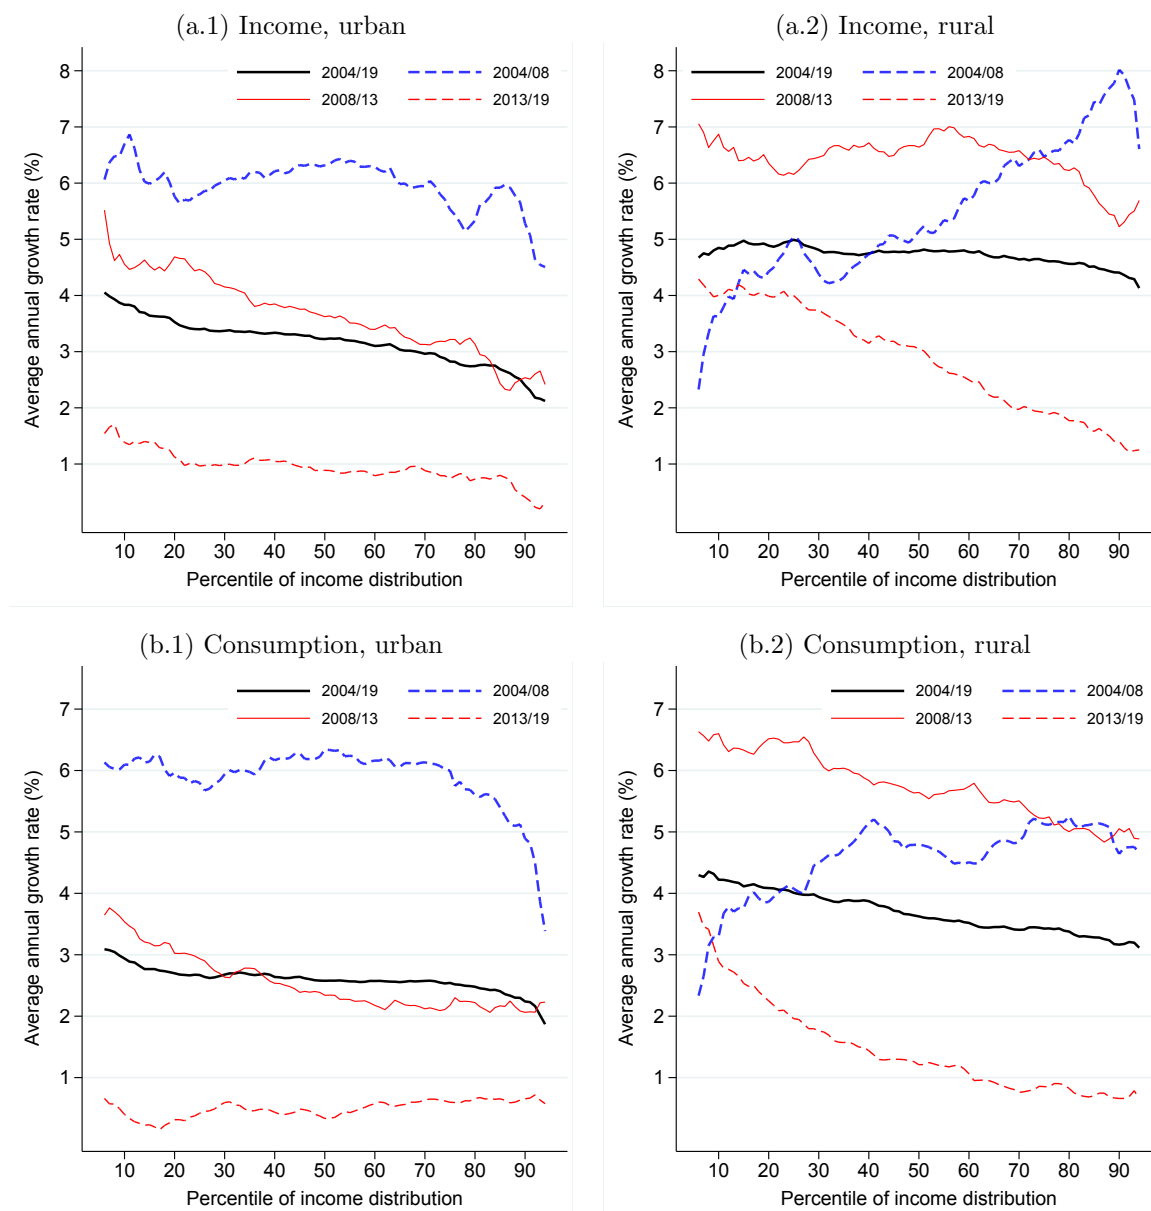 (a.1) Income, urban
2004/19 2004/08
2008/13 2013/19
8
7
6
5
4
3
2
1
Average annual growth rate (%)
10 20 30 40 50 60 70 80 90
Percentile of income distribution
(a.2) Income, rural
2004/19 2004/08
2008/13 2013/19
8
7
6
5
4
3
2
1
Average annual growth rate (%)
10 20 30 40 50 60 70 80 90
Percentile of income distribution
(b.1) Consumption, urban
2004/19 2004/08
2008/13 2013/19
7
6
5
4
3
2
1
Average annual growth rate (%)
10 20 30 40 50 60 70 80 90
Percentile of income distribution
(b.2) Consumption, rural
2004/19 2004/08
2008/13 2013/19
7
6
5
4
3
2
1
Average annual growth rate (%)
10 20 30 40 50 60 70 80 90
Percentile of income distribution